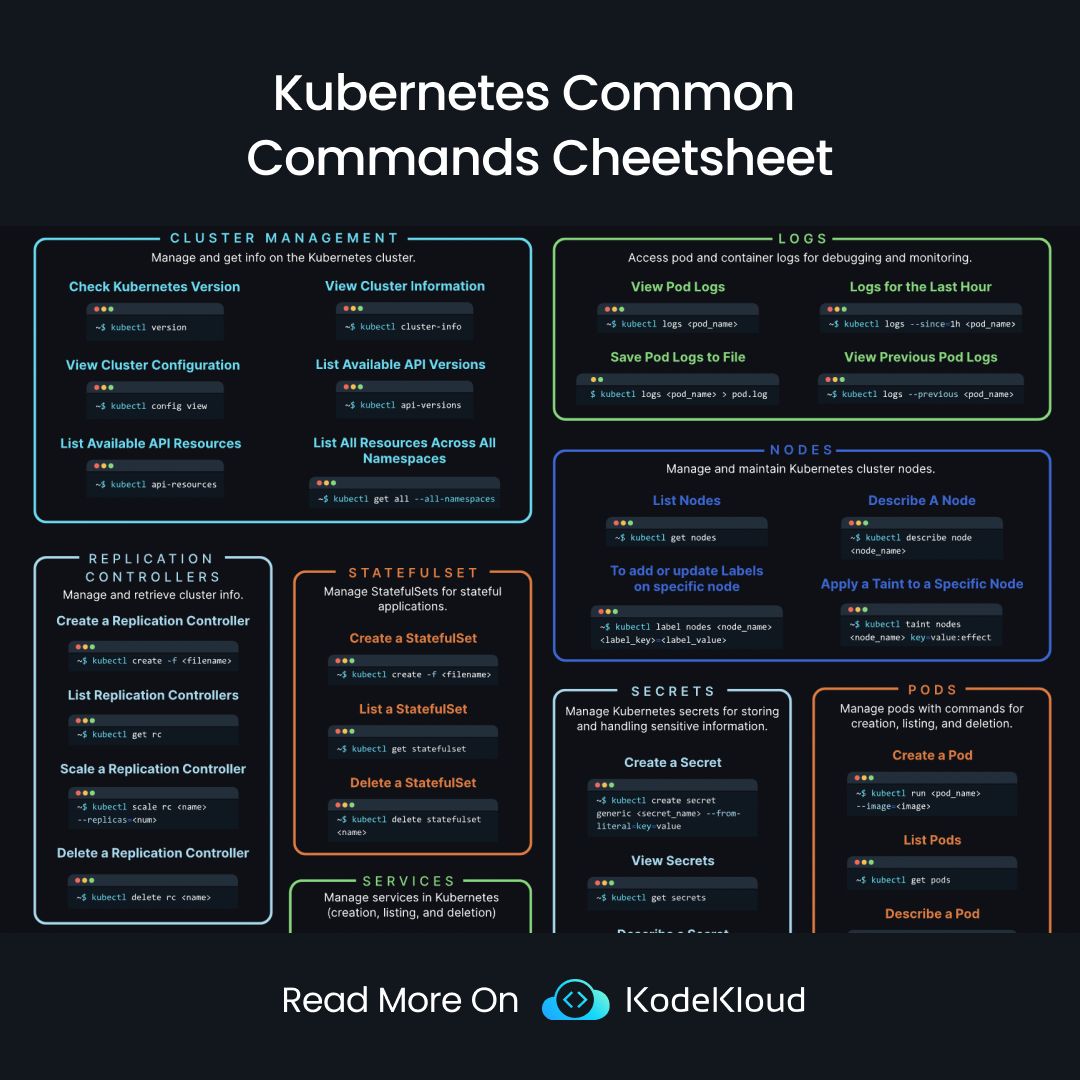 Kubernetes Common
Commands Cheetsheet
CLUSTER MANAGEMENT
Manage and get info on the Kubernetes cluster.
Check Kubernetes Version
~$ kubectl version
View Cluster Information
~$ kubectl cluster-info
View Cluster Configuration
~$ kubectl config view
List Available API Versions
~$ kubectl api-versions
List Available API Resources
~$ kubectl api-resources
List All Resources Across All
Namespaces
~$ kubectl get all --all-namespaces
LOGS
Access pod and container logs for debugging and monitoring.
View Pod Logs
~$ kubectl logs <pod_name>
Logs for the Last Hour
~$ kubectl logs --since=1h <pod_name>
Save Pod Logs to File
$ kubectl logs <pod_name> > pod.log
View Previous Pod Logs
~$ kubectl logs --previous <pod_name>
NODES
Manage and maintain Kubernetes cluster nodes.
List Nodes
~$ kubectl get nodes
Describe A Node
~$ kubectl describe node
<node_name>
To add or update Labels
on specific node
~$ kubectl label nodes <node_name>
<label_key>=<label_value>
Apply a Taint to a Specific Node
~$ kubectl taint nodes
<node_name> key=value:effect
REPLICATION
CONTROLLERS
Manage and retrieve cluster info.
Create a Replication Controller
~$ kubectl create -f <filename>
List Replication Controllers
~$ kubectl get rc
Scale a Replication Controller
~$ kubectl scale rc <name>
--replicas=<num>
Delete a Replication Controller
~$ kubectl delete rc <name>
STATEFULSET
Manage StatefulSets for stateful
applications.
Create a StatefulSet
~$ kubectl create -f <filename>
List a StatefulSet
~$ kubectl get statefulset
Delete a StatefulSet
~$ kubectl delete statefulset
<name>
SERVICES
Manage services in Kubernetes
(creation, listing, and deletion)
SECRETS
Manage Kubernetes secrets for storing
and handling sensitive information.
Create a Secret
~$ kubectl create secret
generic <secret_name> --from-
literal=key=value
View Secrets
~$ kubectl get secrets
Describe a Secret
PODS
Manage pods with commands for
creation, listing, and deletion.
Create a Pod
~$ kubectl run <pod_name>
--image=<image>
List Pods
~$ kubectl get pods
Describe a Pod
Read More On
KodeKloud